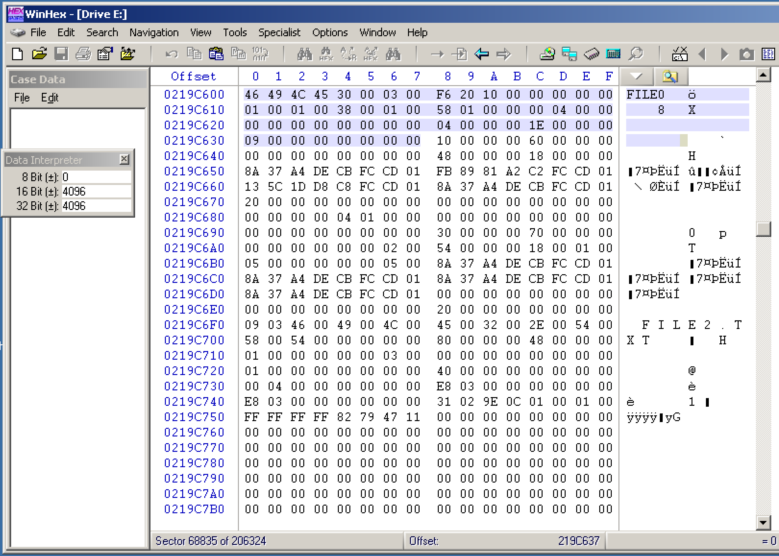 WinHex - [Drive E:]
File Edit Search Navigation View Tools Specialist Options Window Help
Case Data
File Edit
Data Interpreter
8 Bit (±): 0
16 Bit (±): 4096
32 Bit (±): 4096
Offset 0 1 2 3 4 5 6 7 8 9 A B C D E F
0219C600 46 49 4C 45 30 00 03 00 F6 20 10 00 00 00 00 00 FILE0 ö
0219C610 01 00 01 00 38 00 01 00 58 01 00 00 00 04 00 00 8 X
0219C620 00 00 00 00 00 00 00 00 04 00 00 00 1E 00 00 00
0219C630 09 00 00 00 00 00 00 00 10 00 00 00 60 00 00 00 `
0219C640 00 00 00 00 00 00 00 00 48 00 00 00 18 00 00 00 H
0219C650 8A 37 A4 DE CB FC CD 01 FB 89 81 A2 C2 FC CD 01 ▮7¤ÞËüÍ û▮▮¢ÂüÍ
0219C660 13 5C 1D D8 C8 FC CD 01 8A 37 A4 DE CB FC CD 01 \ ØÈüÍ ▮7¤ÞËüÍ
0219C670 20 00 00 00 00 00 00 00 00 00 00 00 00 00 00 00
0219C680 00 00 00 00 04 01 00 00 00 00 00 00 00 00 00 00
0219C690 00 00 00 00 00 00 00 00 30 00 00 00 70 00 00 00 0 p
0219C6A0 00 00 00 00 00 00 02 00 54 00 00 00 18 00 01 00 T
0219C6B0 05 00 00 00 00 00 05 00 8A 37 A4 DE CB FC CD 01 ▮7¤ÞËüÍ
0219C6C0 8A 37 A4 DE CB FC CD 01 8A 37 A4 DE CB FC CD 01 ▮7¤ÞËüÍ ▮7¤ÞËüÍ
0219C6D0 8A 37 A4 DE CB FC CD 01 00 00 00 00 00 00 00 00 ▮7¤ÞËüÍ
0219C6E0 00 00 00 00 00 00 00 00 20 00 00 00 00 00 00 00
0219C6F0 09 03 46 00 49 00 4C 00 45 00 32 00 2E 00 54 00 F I L E 2 . T
0219C700 58 00 54 00 00 00 00 00 80 00 00 00 48 00 00 00 X T ▮ H
0219C710 01 00 00 00 00 00 03 00 00 00 00 00 00 00 00 00
0219C720 01 00 00 00 00 00 00 00 40 00 00 00 00 00 00 00 @
0219C730 00 04 00 00 00 00 00 00 E8 03 00 00 00 00 00 00 è
0219C740 E8 03 00 00 00 00 00 00 31 02 9E 0C 01 00 01 00 è 1 ▮
0219C750 FF FF FF FF 82 79 47 11 00 00 00 00 00 00 00 00 ÿÿÿÿ▮yG
0219C760 00 00 00 00 00 00 00 00 00 00 00 00 00 00 00 00
0219C770 00 00 00 00 00 00 00 00 00 00 00 00 00 00 00 00
0219C780 00 00 00 00 00 00 00 00 00 00 00 00 00 00 00 00
0219C790 00 00 00 00 00 00 00 00 00 00 00 00 00 00 00 00
0219C7A0 00 00 00 00 00 00 00 00 00 00 00 00 00 00 00 00
0219C7B0 00 00 00 00 00 00 00 00 00 00 00 00 00 00 00 00
Sector 68835 of 206324 Offset: 219C637 = 0